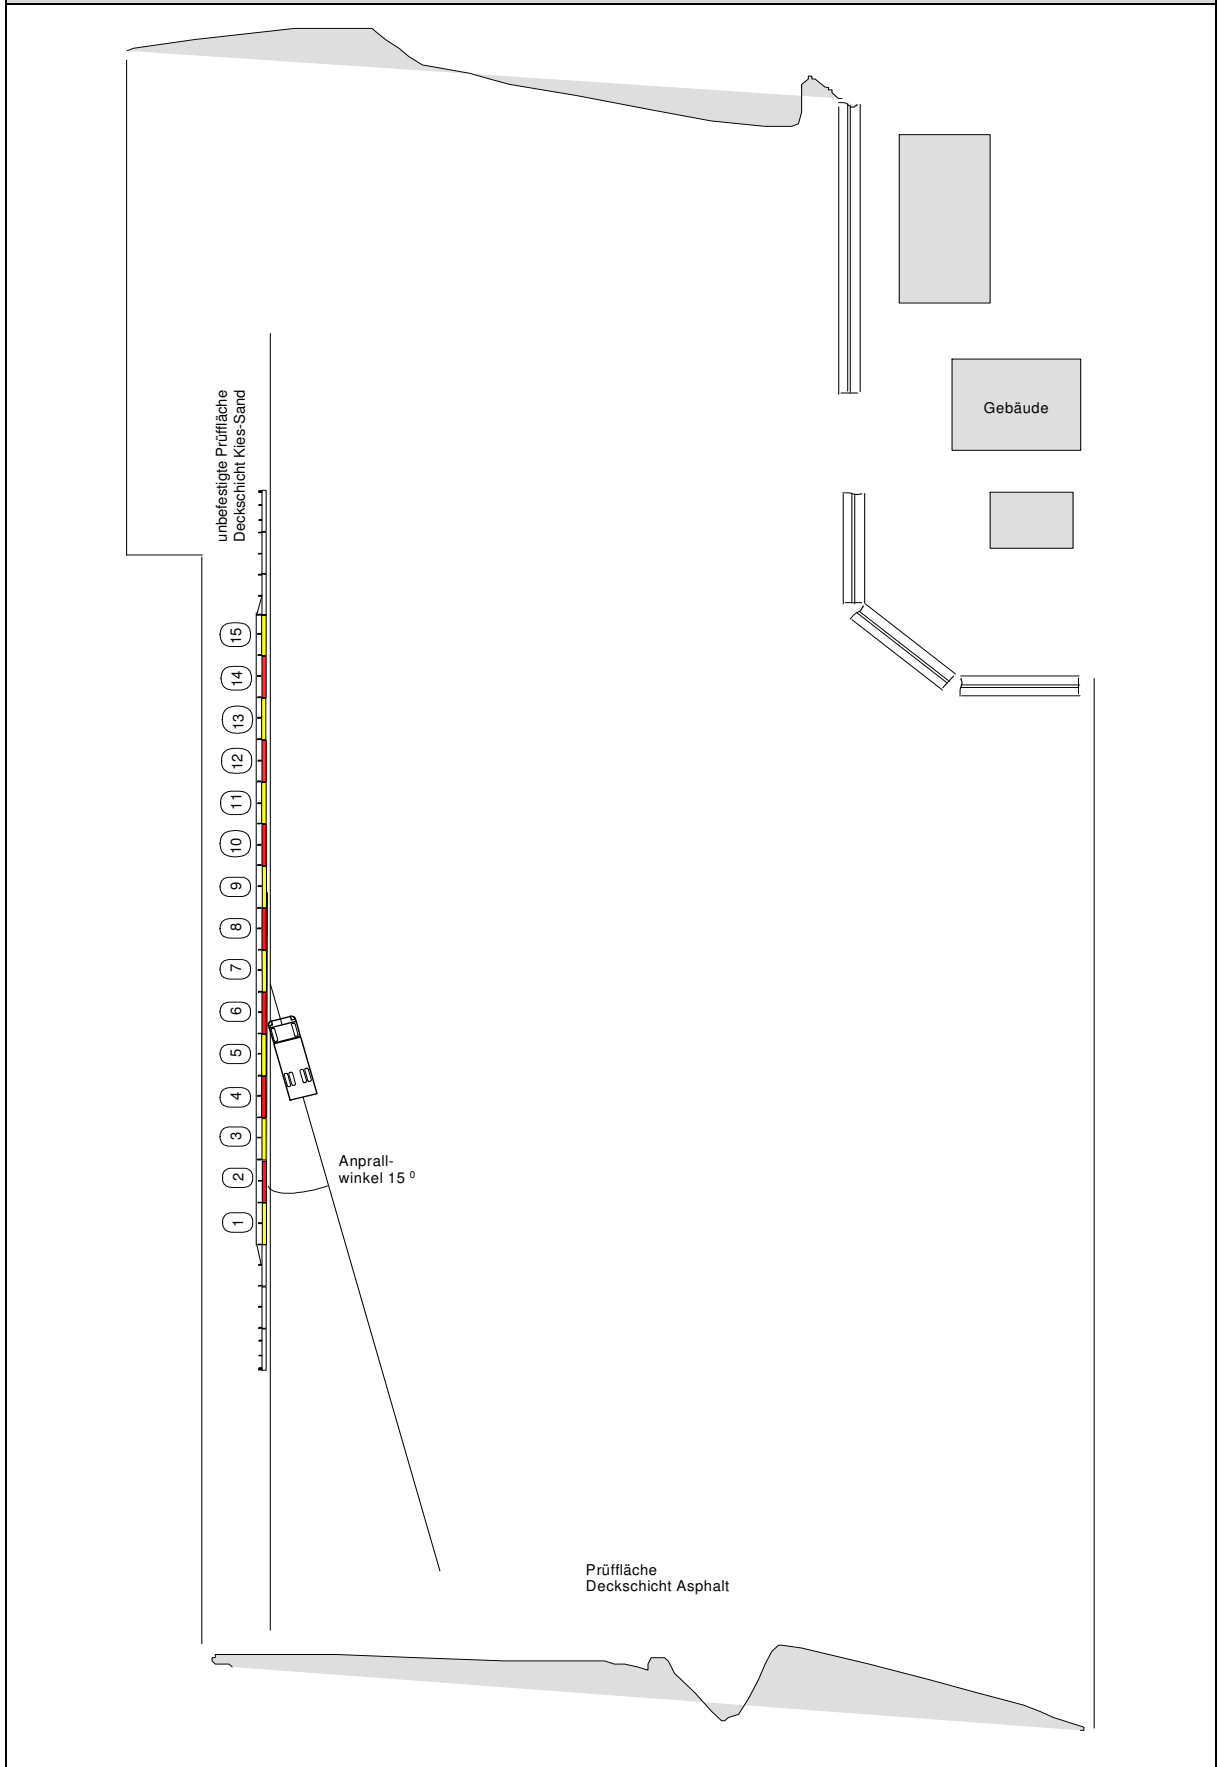 unbefestigte Prüffläche
Deckschicht Kies-Sand
Gebäude
15
14
13
12
11
10
9
8
7
6
5
4
3
2
1
Anprall-
winkel 15 ⁰
Prüffläche
Deckschicht Asphalt